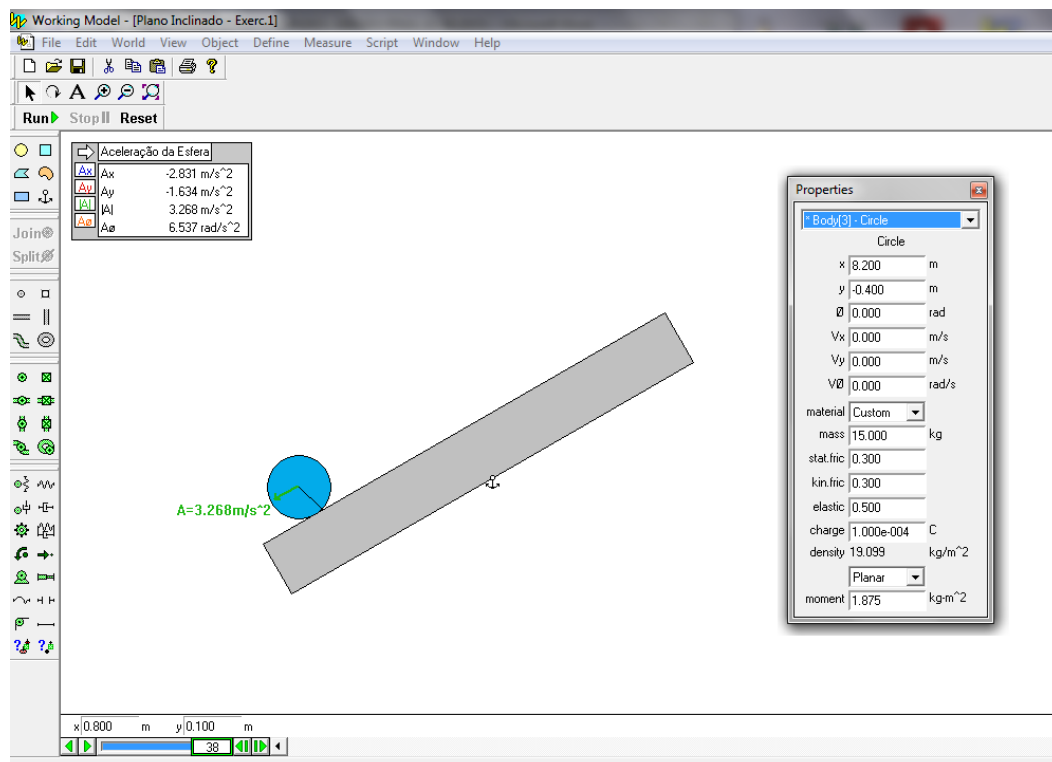 Working Model - [Plano Inclinado - Exerc.1]
File Edit World View Object Define Measure Script Window Help
A
Run Stop II Reset
Aceleração da Esfera
Ax Ax -2.831 m/s^2
Ay Ay -1.634 m/s^2
|A| |A| 3.268 m/s^2
Aø Aø 6.537 rad/s^2
Join
Split
A=3.268m/s^2
Properties
* Body[3] - Circle
Circle
x 8.200 m
y -0.400 m
Ø 0.000 rad
Vx 0.000 m/s
Vy 0.000 m/s
VØ 0.000 rad/s
material Custom
mass 15.000 kg
stat.fric 0.300
kin.fric 0.300
elastic 0.500
charge 1.000e-004 C
density 19.099 kg/m^2
Planar
moment 1.875 kg-m^2
x 0.800 m y 0.100 m
38